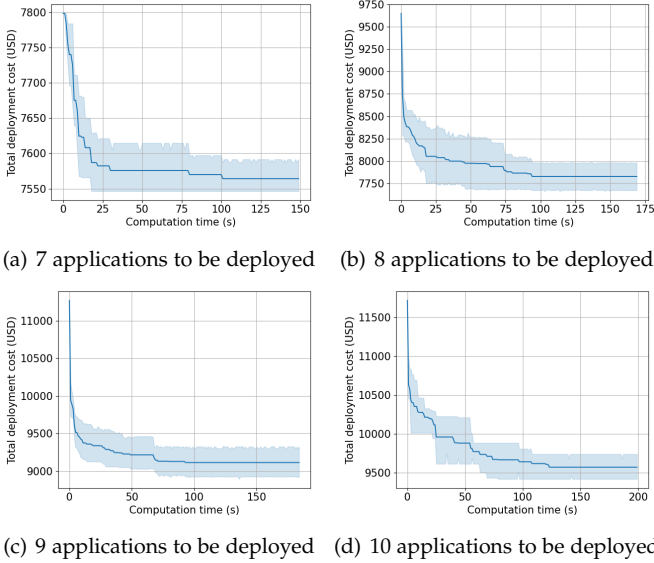 7800
7750
7700
7650
7600
7550
Total deployment cost (USD)
0 25 50 75 100 125 150
Computation time (s)
9750
9500
9250
9000
8750
8500
8250
8000
7750
Total deployment cost (USD)
0 25 50 75 100 125 150 175
Computation time (s)
(a) 7 applications to be deployed
(b) 8 applications to be deployed
11000
10500
10000
9500
9000
Total deployment cost (USD)
0 50 100 150
Computation time (s)
11500
11000
10500
10000
9500
Total deployment cost (USD)
0 50 100 150 200
Computation time (s)
(c) 9 applications to be deployed
(d) 10 applications to be deployed